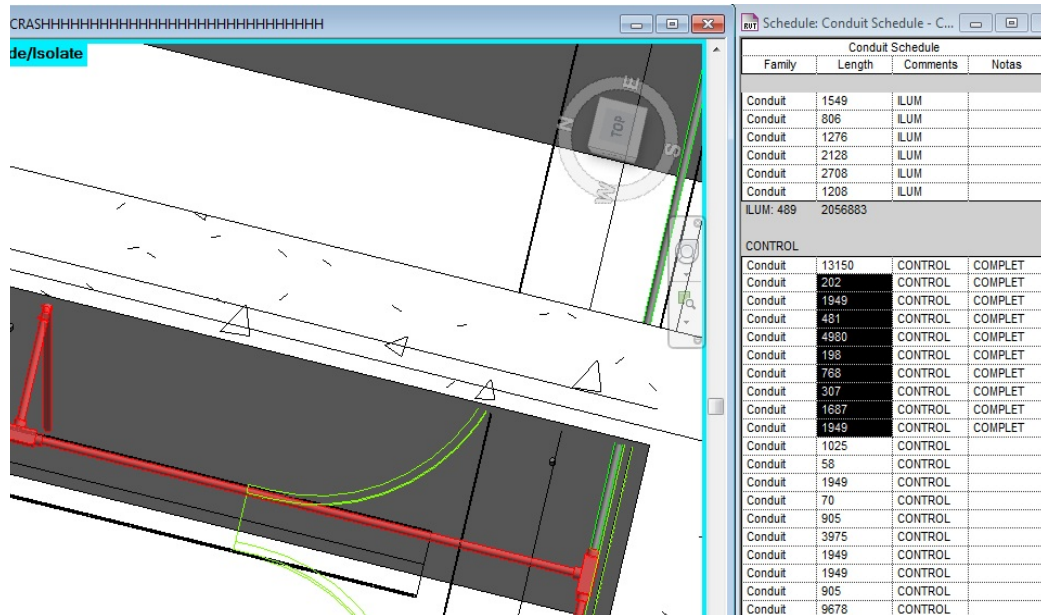 CRASHHHHHHHHHHHHHHHHHHHHHHHHHHHHHH
de/Isolate
E
N
TOP
S
W
RVT Schedule: Conduit Schedule - C...
Conduit Schedule
Family Length Comments Notas
Conduit 1549 ILUM
Conduit 806 ILUM
Conduit 1276 ILUM
Conduit 2128 ILUM
Conduit 2708 ILUM
Conduit 1208 ILUM
ILUM: 489 2056883
CONTROL
Conduit 13150 CONTROL COMPLET
Conduit 202 CONTROL COMPLET
Conduit 1949 CONTROL COMPLET
Conduit 481 CONTROL COMPLET
Conduit 4980 CONTROL COMPLET
Conduit 198 CONTROL COMPLET
Conduit 768 CONTROL COMPLET
Conduit 307 CONTROL COMPLET
Conduit 1687 CONTROL COMPLET
Conduit 1949 CONTROL COMPLET
Conduit 1025 CONTROL
Conduit 58 CONTROL
Conduit 1949 CONTROL
Conduit 70 CONTROL
Conduit 905 CONTROL
Conduit 3975 CONTROL
Conduit 1949 CONTROL
Conduit 1949 CONTROL
Conduit 905 CONTROL
Conduit 9678 CONTROL